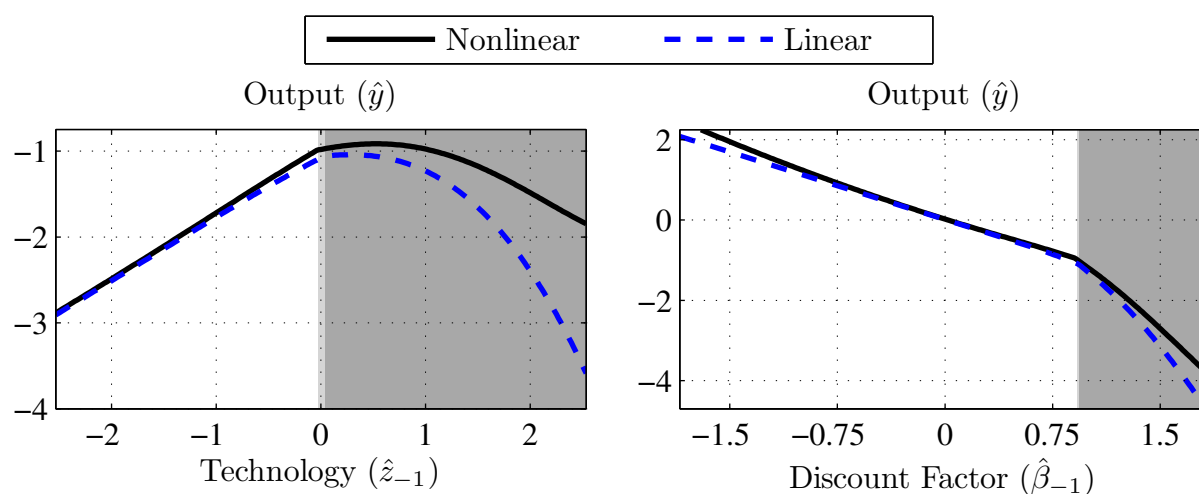 Nonlinear Linear
Output (ŷ) Output (ŷ)
−1
−2
−3
−4
−2 −1 0 1 2
Technology (ẑ₋₁)
2
0
−2
−4
−1.5 −0.75 0 0.75 1.5
Discount Factor (β̂₋₁)